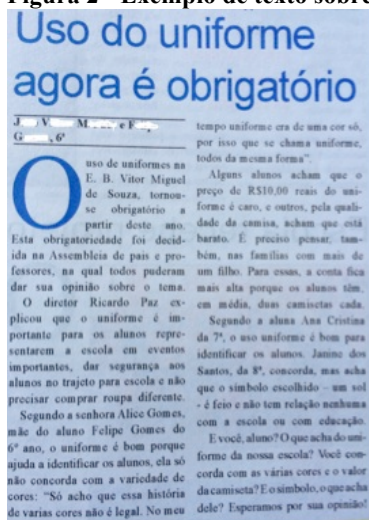 Figura 2 - Exemplo de texto sobre
Uso do uniforme
agora é obrigatório
G 6ª
O uso de uniformes na
E. B. Vitor Miguel
de Souza, tornou-
se obrigatório a
partir deste ano.
Esta obrigatoriedade foi decid-
ida na Assembleia de pais e pro-
fessores, na qual todos puderam
dar sua opinião sobre o tema.
O diretor Ricardo Paz ex-
plicou que o uniforme é im-
portante para os alunos repre-
sentarem a escola em eventos
importantes, dar segurança aos
alunos no trajeto para escola e não
precisar comprar roupa diferente.
Segundo a senhora Alice Gomes,
mãe do aluno Felipe Gomes do
6º ano, o uniforme é bom porque
ajuda a identificar os alunos, ela só
não concorda com a variedade de
cores: “Só acho que essa história
de varias cores não é legal. No meu
tempo uniforme era de uma cor só,
por isso que se chama uniforme,
todos da mesma forma”.
Alguns alunos acham que o
preço de R$10,00 reais do uni-
forme é caro, e outros, pela quali-
dade da camisa, acham que está
barato. É preciso pensar, tam-
bém, nas famílias com mais de
um filho. Para essas, a conta fica
mais alta porque os alunos têm,
em média, duas camisetas cada.
Segundo a aluna Ana Cristina
da 7ª, o uso uniforme é bom para
identificar os alunos. Janine dos
Santos, da 8ª, concorda, mas acha
que o simbolo escolhido – um sol
- é feio e não tem relação nenhuma
com a escola ou com educação.
E você, aluno? O que acha do uni-
forme da nossa escola? Você con-
corda com as várias cores e o valor
da camiseta? E o símbolo, o que acha
dele? Esperamos por sua opinião!